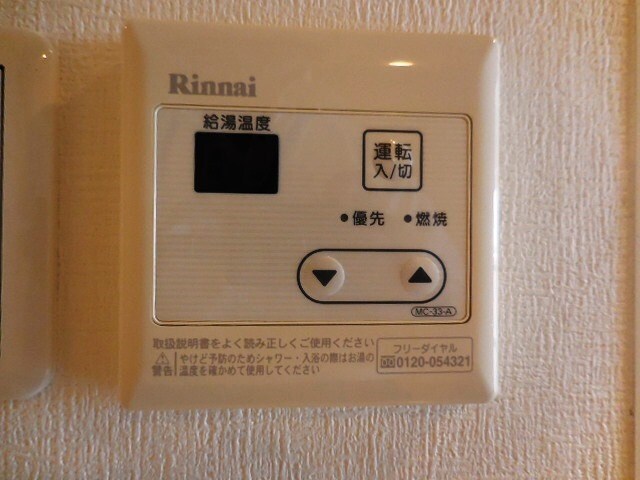 Rinnai
給湯温度
運転
入/切
優先
燃焼
MC-33-A
取扱説明書をよく読み正しくご使用ください
⚠ やけど予防のためシャワー・入浴の際はお湯の
警告 温度を確かめて使用してください
フリーダイヤル
0120-054321